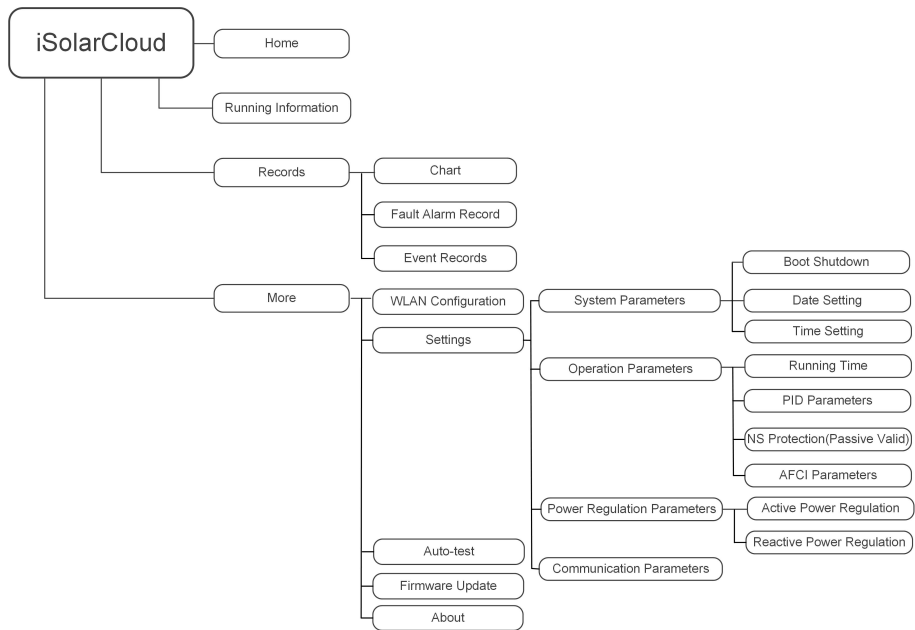 iSolarCloud
Home
Running Information
Records
Chart
Fault Alarm Record
Event Records
More
WLAN Configuration
Settings
System Parameters
Boot Shutdown
Date Setting
Time Setting
Operation Parameters
Running Time
PID Parameters
NS Protection(Passive Valid)
AFCI Parameters
Power Regulation Parameters
Active Power Regulation
Reactive Power Regulation
Communication Parameters
Auto-test
Firmware Update
About